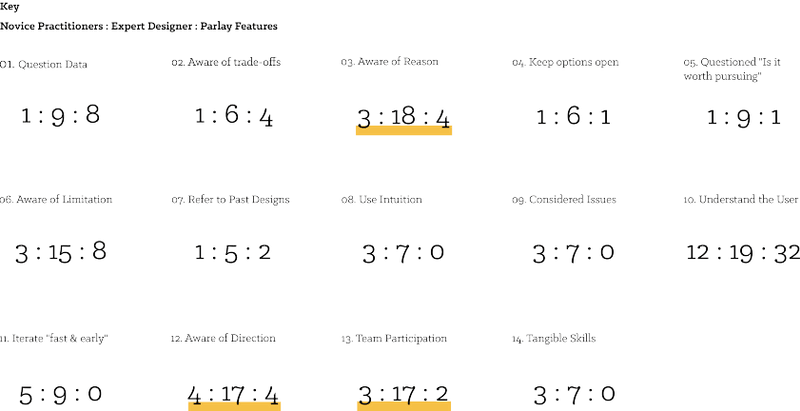 Key
Novice Practitioners : Expert Designer : Parlay Features
01. Question Data
1 : 9 : 8
02. Aware of trade-offs
1 : 6 : 4
03. Aware of Reason
3 : 18 : 4
04. Keep options open
1 : 6 : 1
05. Questioned "Is it
worth pursuing"
1 : 9 : 1
06. Aware of Limitation
3 : 15 : 8
07. Refer to Past Designs
1 : 5 : 2
08. Use Intuition
3 : 7 : 0
09. Considered Issues
3 : 7 : 0
10. Understand the User
12 : 19 : 32
11. Iterate "fast & early"
5 : 9 : 0
12. Aware of Direction
4 : 17 : 4
13. Team Participation
3 : 17 : 2
14. Tangible Skills
3 : 7 : 0